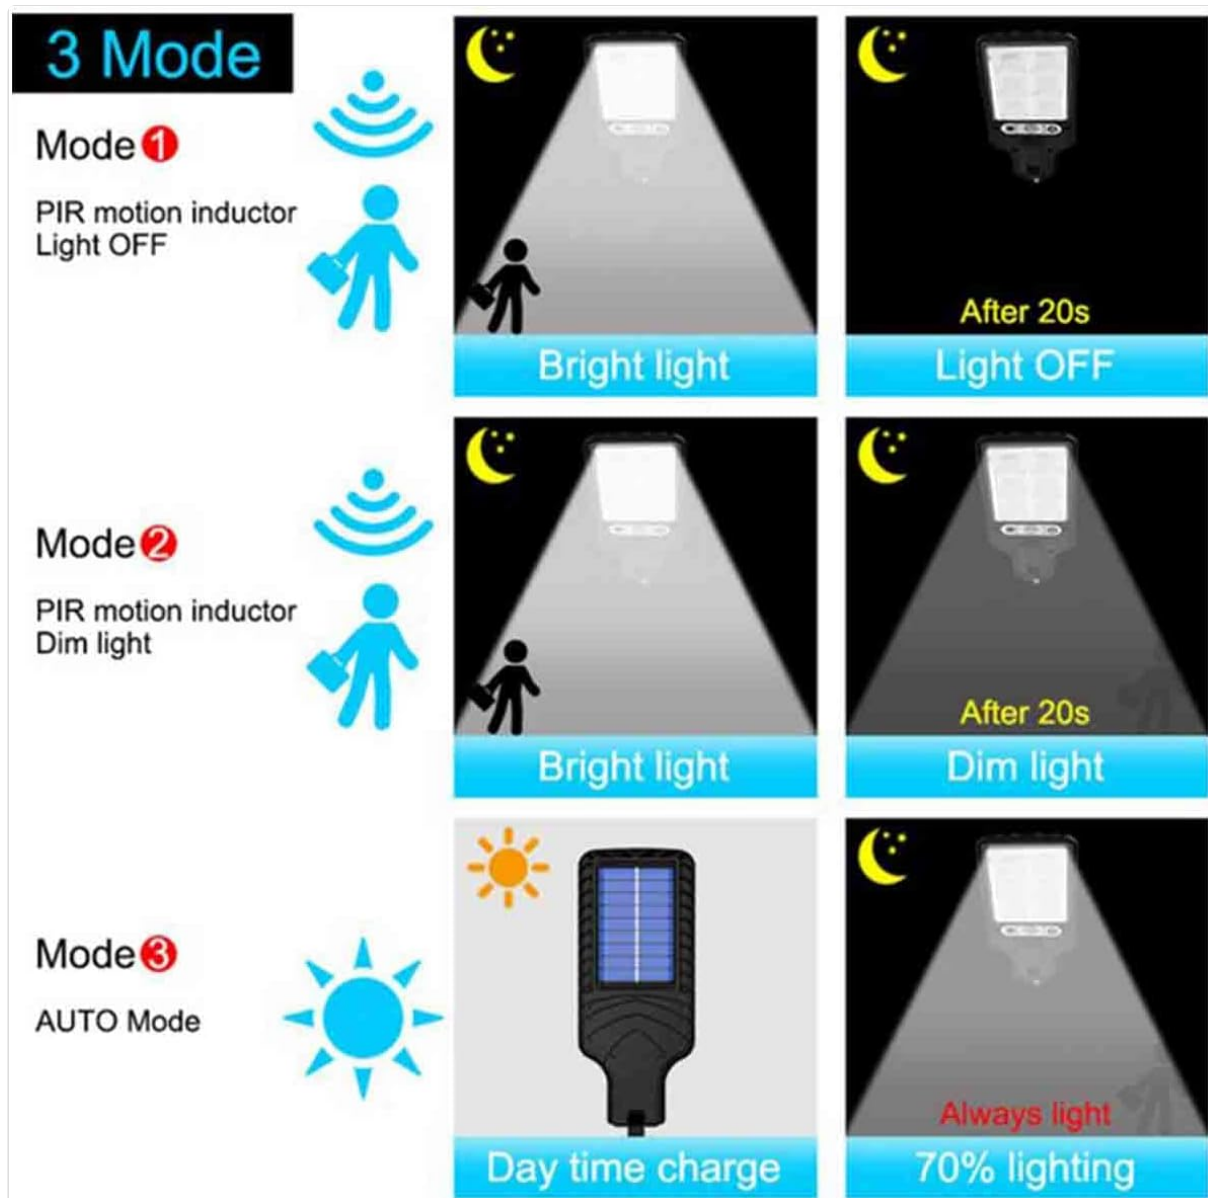 3 Mode
Mode 1
PIR motion inductor
Light OFF
Bright light
After 20s
Light OFF
Mode 2
PIR motion inductor
Dim light
Bright light
After 20s
Dim light
Mode 3
AUTO Mode
Day time charge
Always light
70% lighting